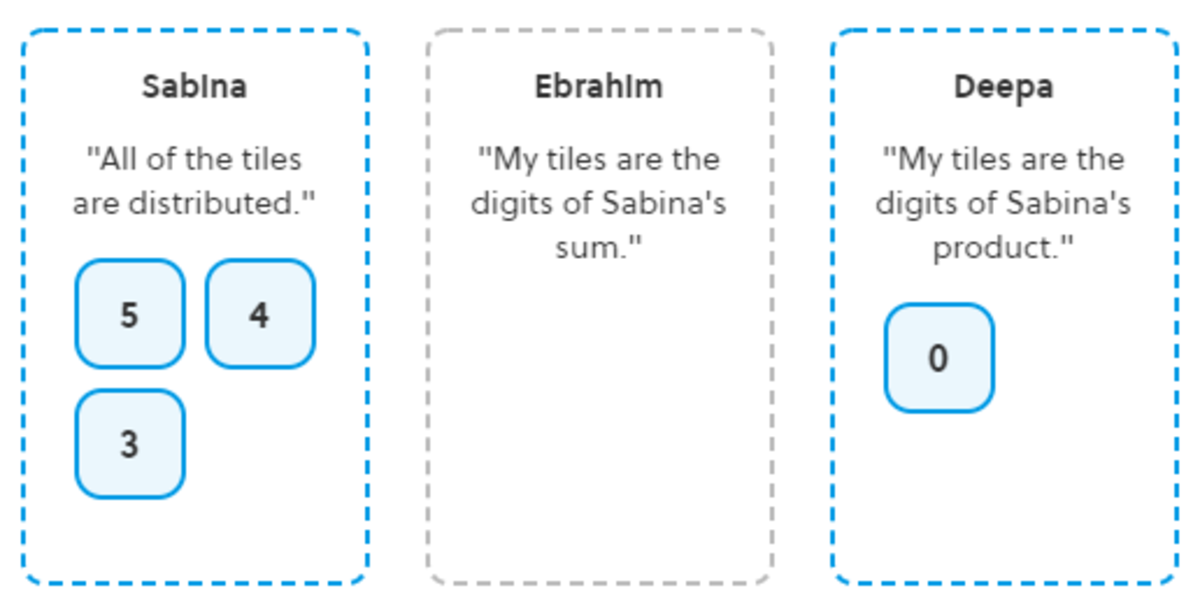 Sabina
"All of the tiles
are distributed."
5 4
3
Ebrahim
"My tiles are the
digits of Sabina's
sum."
Deepa
"My tiles are the
digits of Sabina's
product."
0